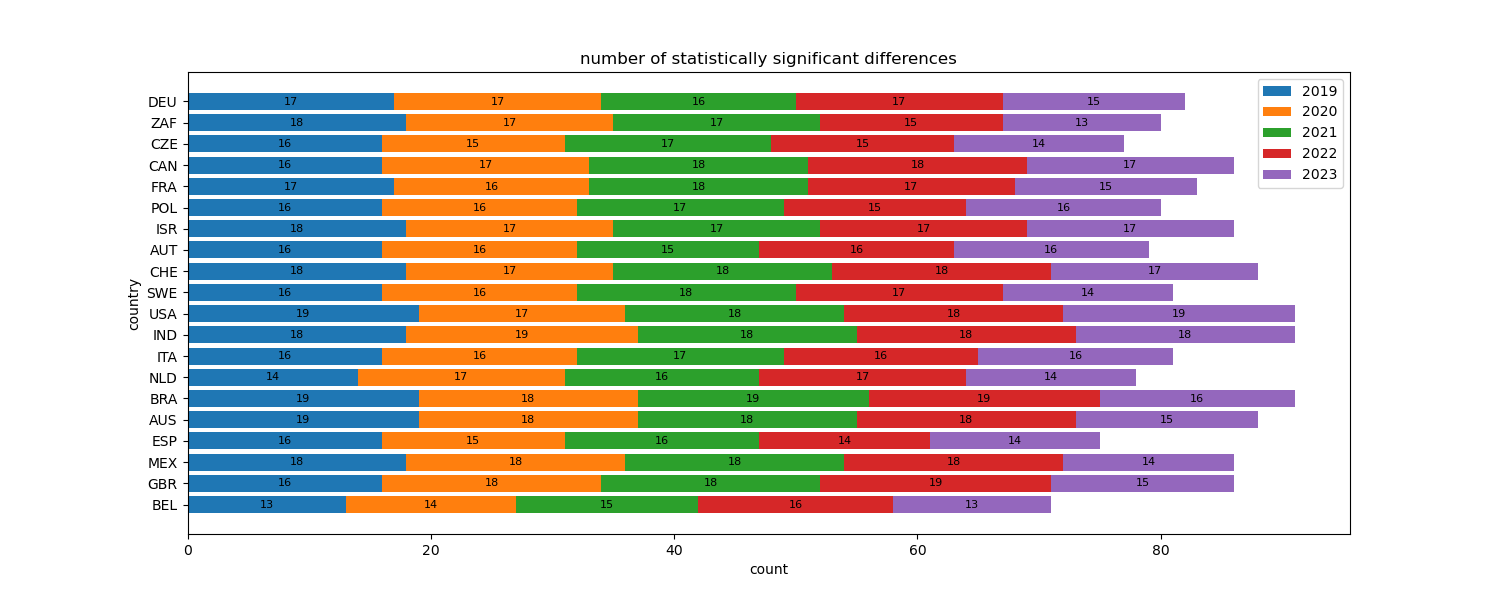 number of statistically significant differences
DEU 17 17 16 17 15
ZAF 18 17 17 15 13
CZE 16 15 17 15 14
CAN 16 17 18 18 17
FRA 17 16 18 17 15
POL 16 16 17 15 16
ISR 18 17 17 17 17
AUT 16 16 15 16 16
CHE 18 17 18 18 17
SWE 16 16 18 17 14
USA 19 17 18 18 19
IND 18 19 18 18 18
ITA 16 16 17 16 16
NLD 14 17 16 17 14
BRA 19 18 19 19 16
AUS 19 18 18 18 15
ESP 16 15 16 14 14
MEX 18 18 18 18 14
GBR 16 18 18 19 15
BEL 13 14 15 16 13
country
0 20 40 60 80
count
2019
2020
2021
2022
2023